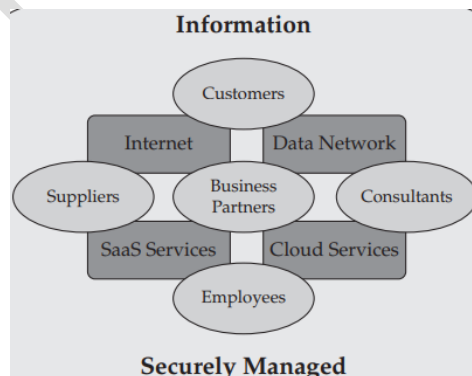 Information
Customers
Internet
Data Network
Suppliers
Business
Partners
Consultants
SaaS Services
Cloud Services
Employees
Securely Managed